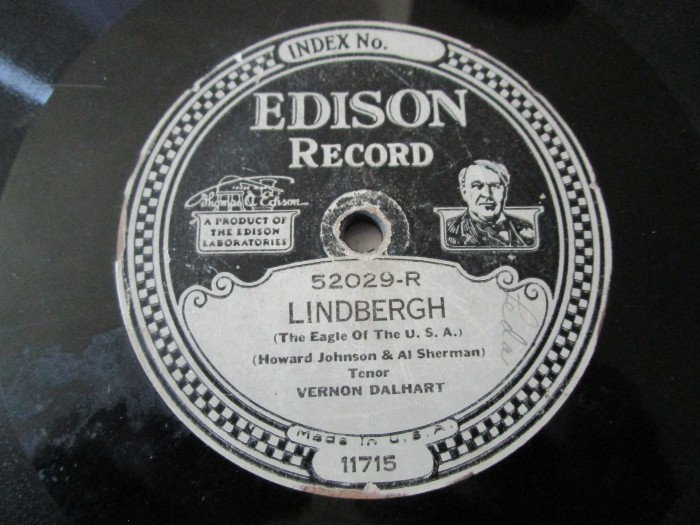 INDEX No.
EDISON
RECORD
Thomas A Edison
A PRODUCT OF
THE EDISON
LABORATORIES
52029-R
LINDBERGH
(The Eagle Of The U. S. A.)
(Howard Johnson & Al Sherman)
Tenor
VERNON DALHART
Made In U.S.A.
11715